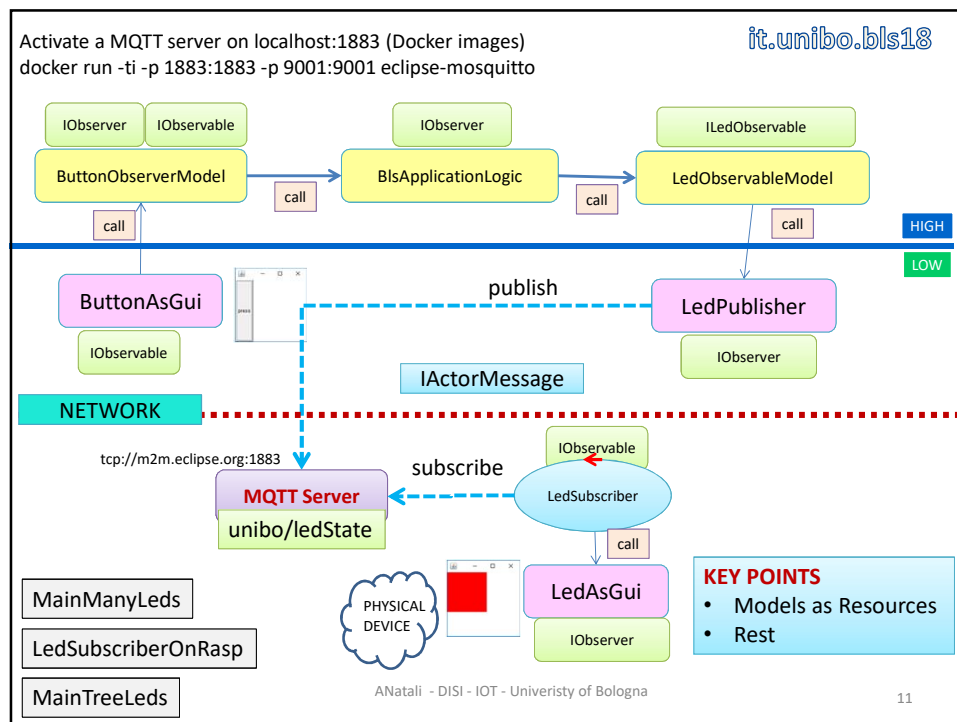 Activate a MQTT server on localhost:1883 (Docker images)
docker run -ti -p 1883:1883 -p 9001:9001 eclipse-mosquitto
it.unibo.bls18
IObserver
IObservable
IObserver
ILedObservable
ButtonObserverModel
BlsApplicationLogic
LedObservableModel
call
call
call
call
HIGH
LOW
ButtonAsGui
press
publish
LedPublisher
IObservable
IObserver
IActorMessage
NETWORK
tcp://m2m.eclipse.org:1883
subscribe
IObservable
LedSubscriber
MQTT Server
unibo/ledState
call
MainManyLeds
PHYSICAL
DEVICE
LedAsGui
IObserver
KEY POINTS
• Models as Resources
• Rest
LedSubscriberOnRasp
MainTreeLeds
ANatali - DISI - IOT - Univeristy of Bologna
11